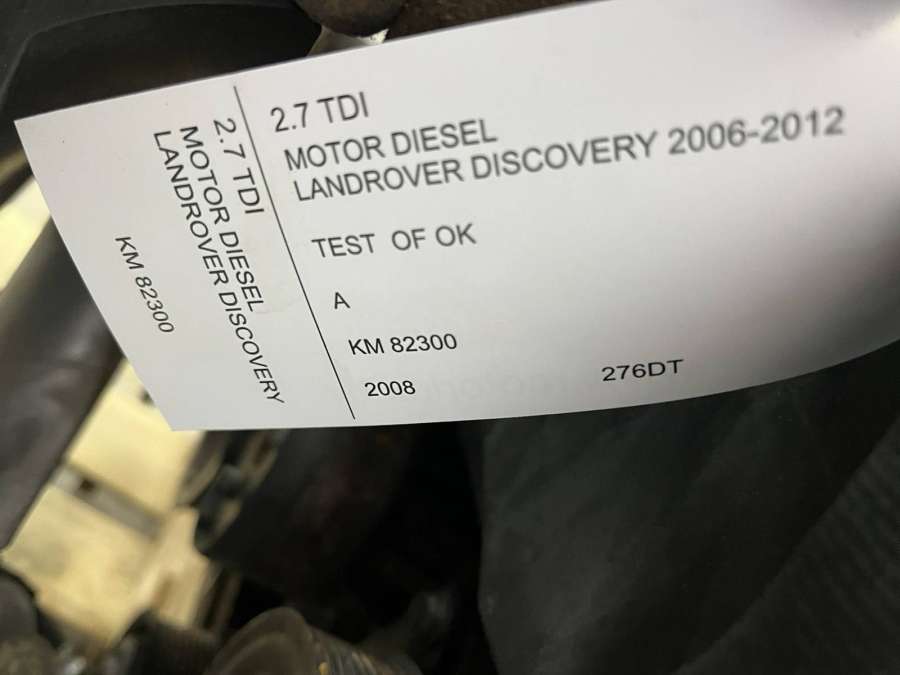 2.7 TDI
MOTOR DIESEL
LANDROVER DISCOVERY
KM 82300
2.7 TDI
MOTOR DIESEL
LANDROVER DISCOVERY 2006-2012
TEST OF OK
A
KM 82300
2008 276DT